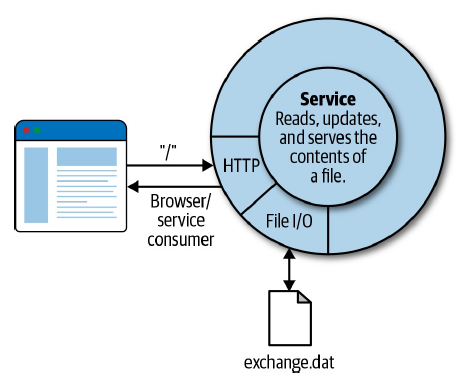 Service
Reads, updates,
and serves the
contents of
a file.
"/"
HTTP
Browser/
service
consumer
File I/O
exchange.dat